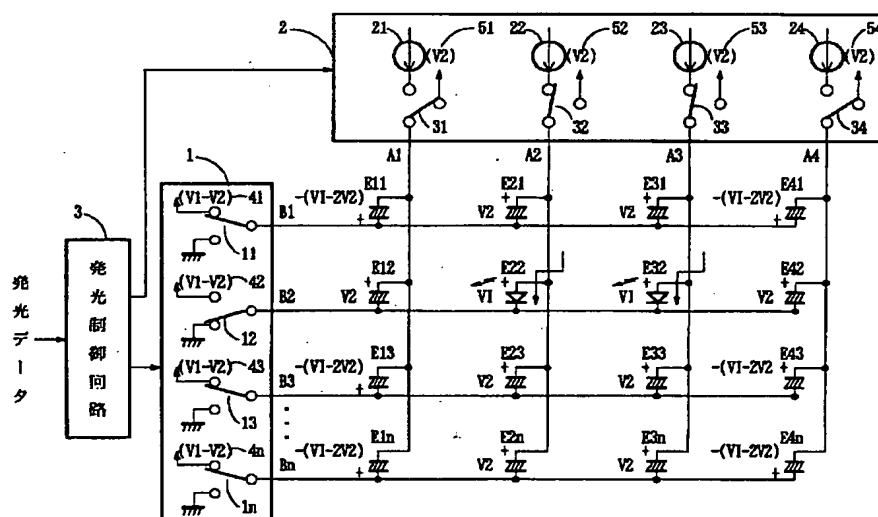 2
21
(V2)
51
22
(V2)
52
23
(V2)
53
24
(V2)
54
31
32
33
34
A1
A2
A3
A4
1
3
発光データ
発光制御回路
(V1-V2)
41
11
B1
-(V1-2V2)
E11
+
E21
+
V2
E31
+
V2
E41
-(V1-2V2)
+
(V1-V2)
42
12
B2
E12
+
V2
E22
+
V1
E32
+
V1
E42
+
V2
(V1-V2)
43
13
B3
-(V1-2V2)
E13
+
E23
+
V2
E33
+
V2
E43
+
-(V1-2V2)
(V1-V2)
4n
1n
Bn
-(V1-2V2)
E1n
+
E2n
+
V2
E3n
+
V2
E4n
-(V1-2V2)
+